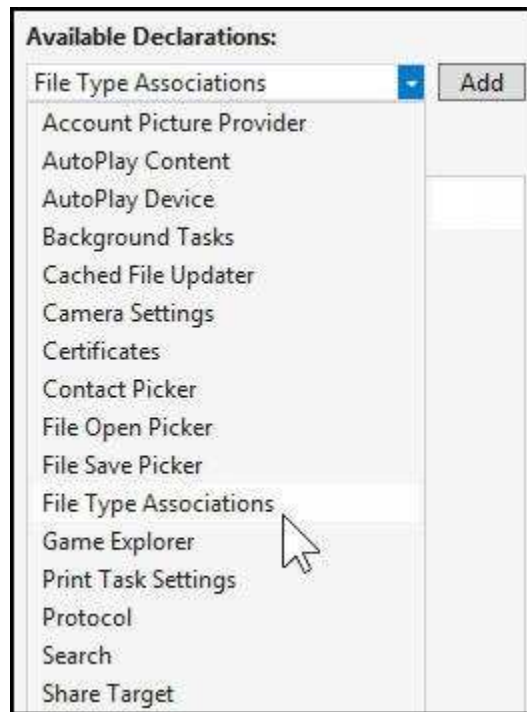 Available Declarations:
File Type Associations Add
Account Picture Provider
AutoPlay Content
AutoPlay Device
Background Tasks
Cached File Updater
Camera Settings
Certificates
Contact Picker
File Open Picker
File Save Picker
File Type Associations
Game Explorer
Print Task Settings
Protocol
Search
Share Target